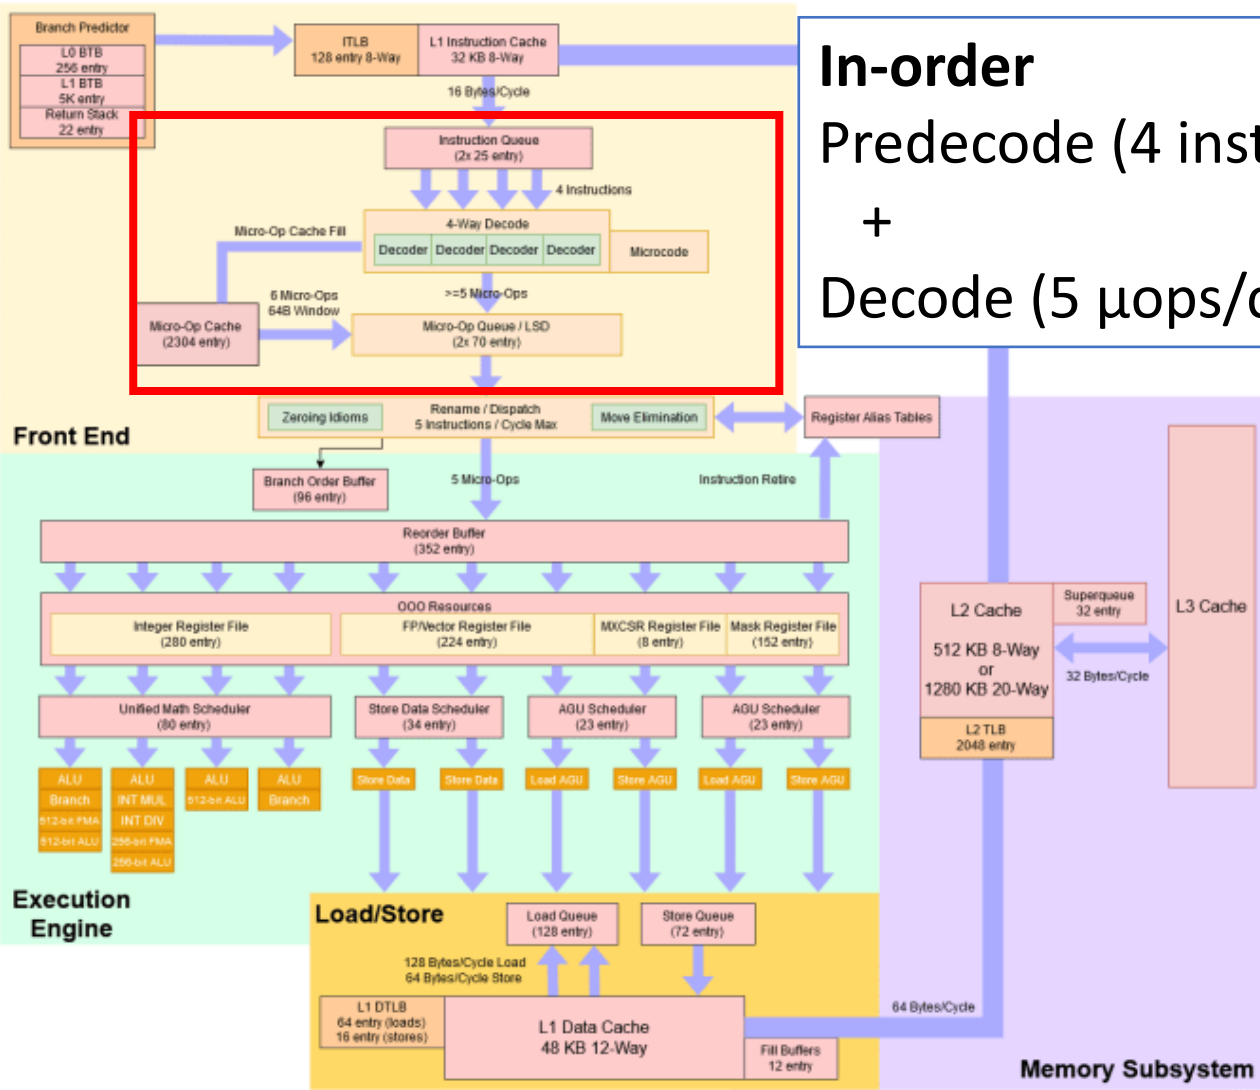 Branch Predictor
L0 BTB
256 entry
L1 BTB
5K entry
Return Stack
22 entry
ITLB
128 entry 8-Way
L1 Instruction Cache
32 KB 8-Way
16 Bytes/Cycle
In-order
Predecode (4 inst
+
Decode (5 μops/c
Instruction Queue
(2x 25 entry)
4 Instructions
4-Way Decode
Decoder Decoder Decoder Decoder
Microcode
Micro-Op Cache Fill
>=5 Micro-Ops
6 Micro-Ops
64B Window
Micro-Op Cache
(2304 entry)
Micro-Op Queue / LSD
(2x 70 entry)
Front End
Zeroing Idioms
Rename / Dispatch
5 Instructions / Cycle Max
Move Elimination
Register Alias Tables
Branch Order Buffer
(96 entry)
5 Micro-Ops
Instruction Retire
Reorder Buffer
(352 entry)
OOO Resources
Integer Register File
(280 entry)
FP/Vector Register File
(224 entry)
MXCSR Register File
(8 entry)
Mask Register File
(152 entry)
Unified Math Scheduler
(80 entry)
Store Data Scheduler
(34 entry)
AGU Scheduler
(23 entry)
AGU Scheduler
(23 entry)
ALU
Branch
512-bit FMA
512-bit ALU
ALU
INT MUL
INT DIV
256-bit FMA
256-bit ALU
ALU
512-bit ALU
ALU
Branch
Store Data
Store Data
Load AGU
Store AGU
Load AGU
Store AGU
Execution
Engine
Load/Store
Load Queue
(128 entry)
Store Queue
(72 entry)
128 Bytes/Cycle Load
64 Bytes/Cycle Store
L1 DTLB
64 entry (loads)
16 entry (stores)
L1 Data Cache
48 KB 12-Way
Fill Buffers
12 entry
64 Bytes/Cycle
L2 Cache
512 KB 8-Way
or
1280 KB 20-Way
Superqueue
32 entry
32 Bytes/Cycle
L2 TLB
2048 entry
L3 Cache
Memory Subsystem